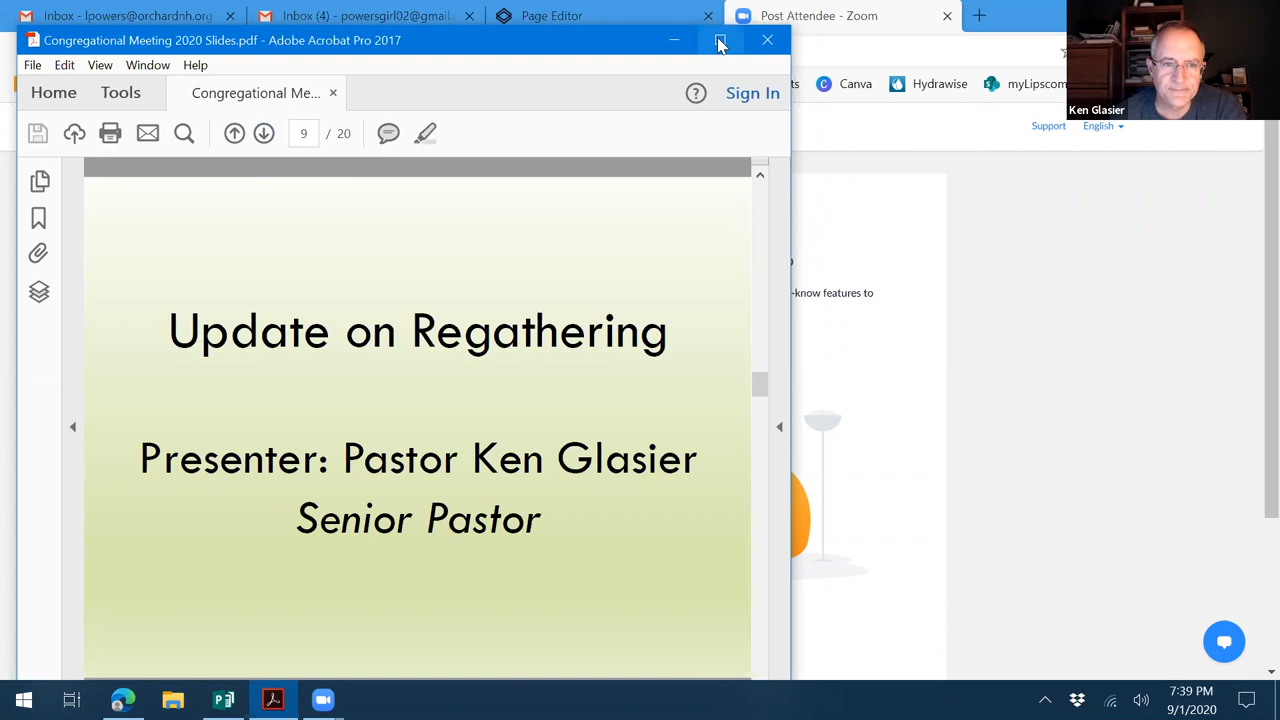 Inbox - powers@orchardnh.org
Inbox (4) - powersgirl02@gmail.
Page Editor
Post Attendee - Zoom
Congregational Meeting 2020 Slides.pdf - Adobe Acrobat Pro 2017
File Edit View Window Help
Canva
Hydrawise
myLipscom
Home
Tools
Congregational Me...
Sign In
Ken Glasier
Support
English
9 / 20
-know features to
Update on Regathering
Presenter: Pastor Ken Glasier
Senior Pastor
7:39 PM
9/1/2020